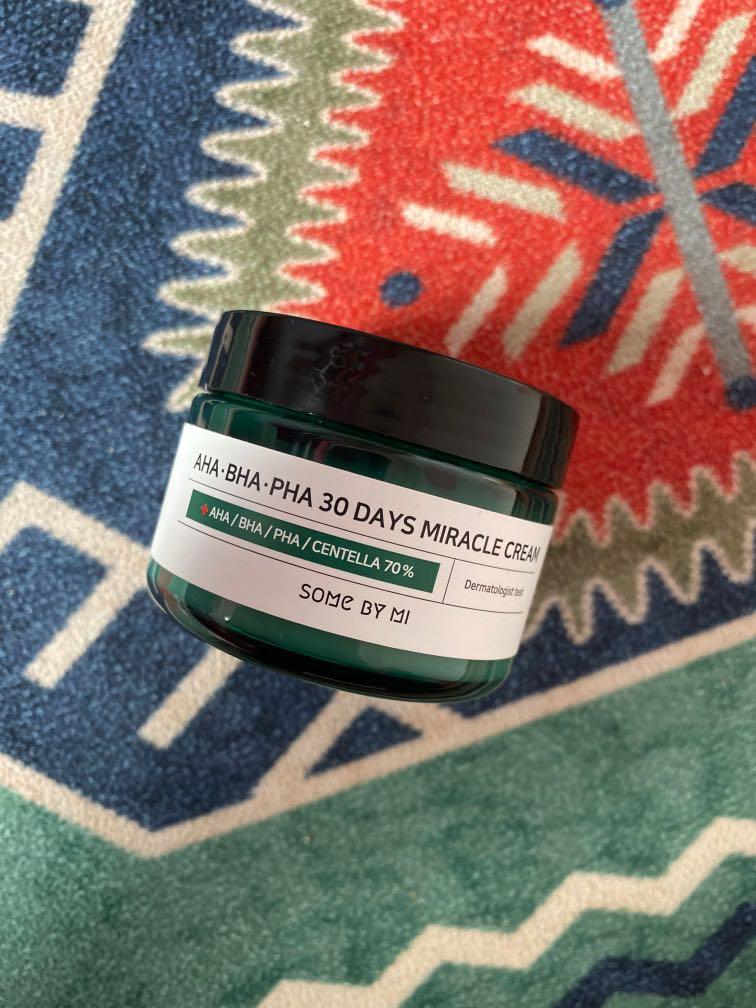 AHA·BHA·PHA 30 DAYS MIRACLE CREAM
+ AHA / BHA / PHA / CENTELLA 70%
Dermatologist test
SOME BY MI